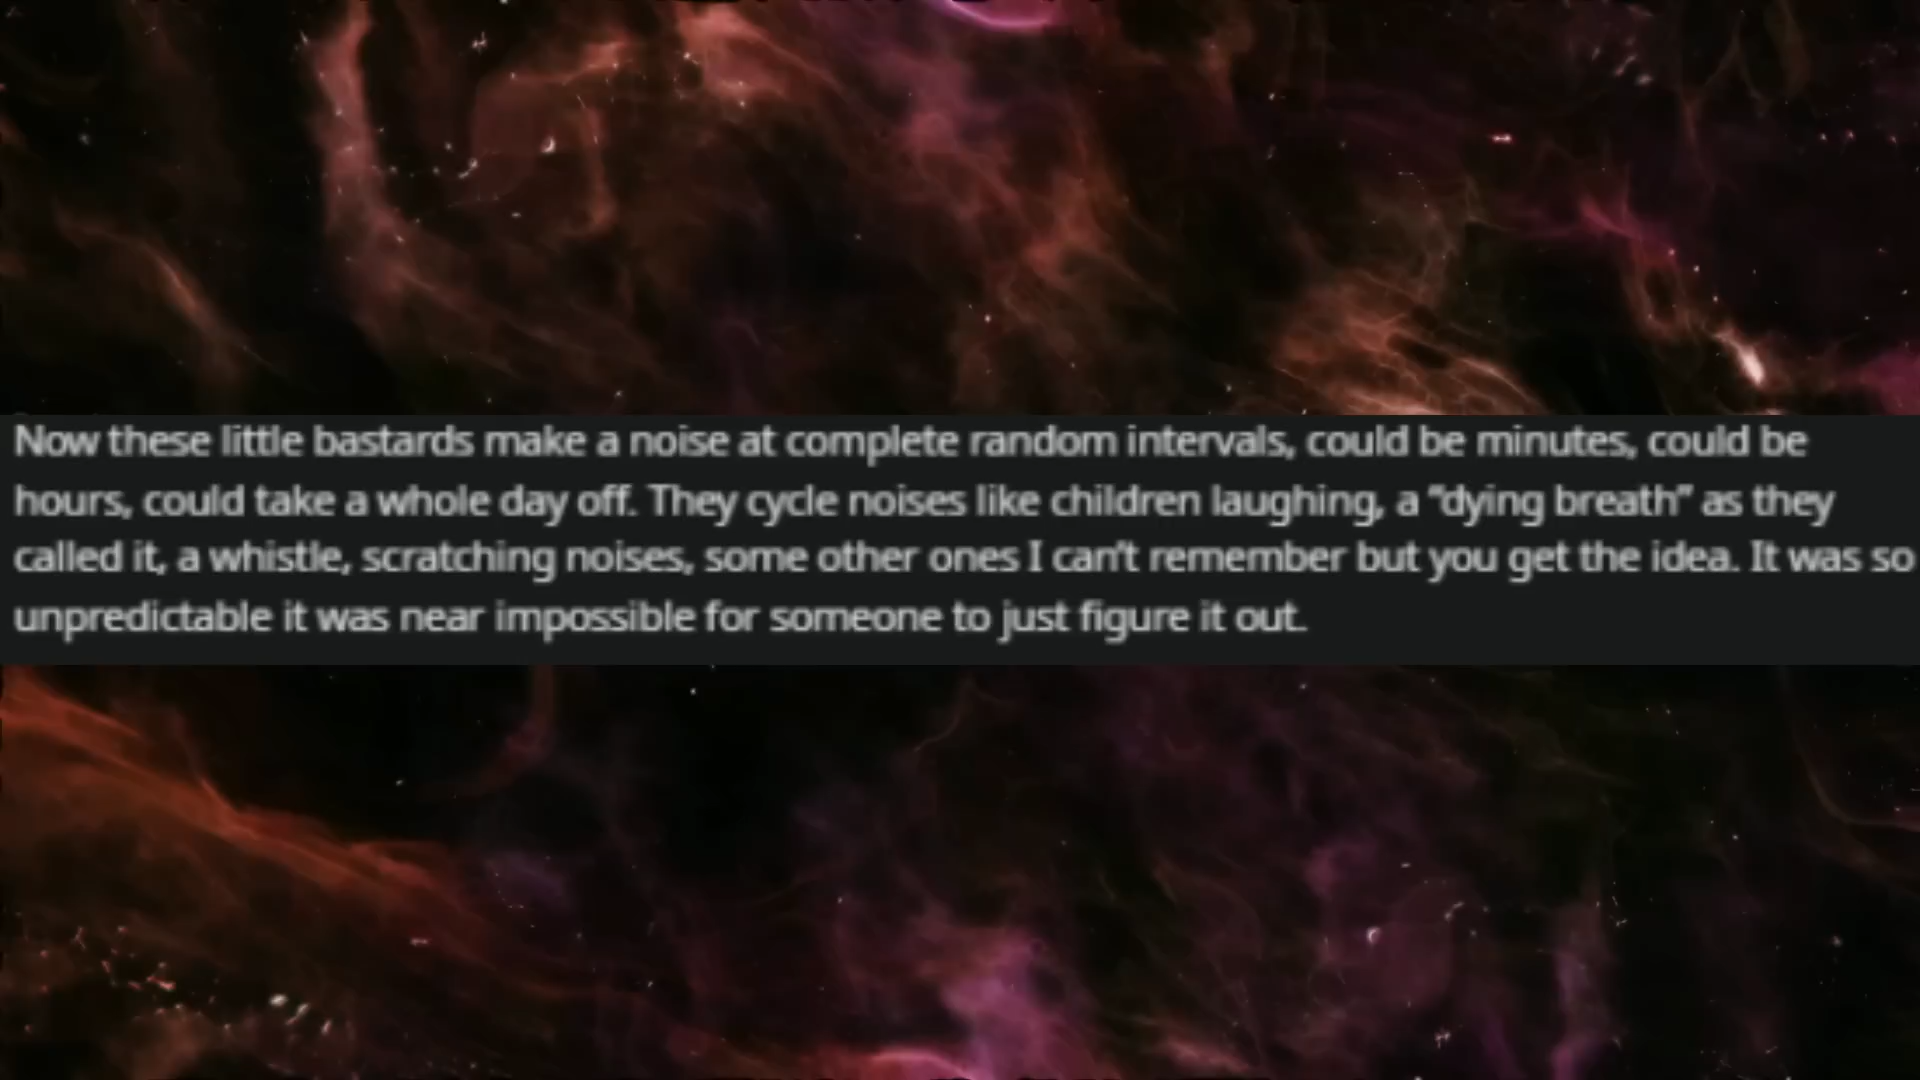 Now these little bastards make a noise at complete random intervals, could be minutes, could be
hours, could take a whole day off. They cycle noises like children laughing, a “dying breath” as they
called it, a whistle, scratching noises, some other ones I can’t remember but you get the idea. It was so
unpredictable it was near impossible for someone to just figure it out.